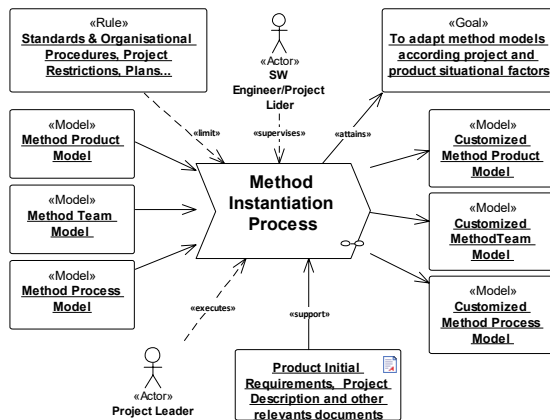 «Rule»
Standards & Organisational
Procedures, Project
Restrictions, Plans...
«Actor»
SW
Engineer/Project
Lider
«Goal»
To adapt method models
according project and
product situational factors
«limit»
«supervises»
«attains»
«Model»
Method Product
Model
«Model»
Method Team
Model
«Model»
Method Process
Model
Method
Instantiation
Process
«Model»
Customized
Method Product
Model
«Model»
Customized
MethodTeam
Model
«Model»
Customized
Method Process
Model
«executes»
«support»
«Actor»
Project Leader
Product Initial
Requirements, Project
Description and other
relevants documents